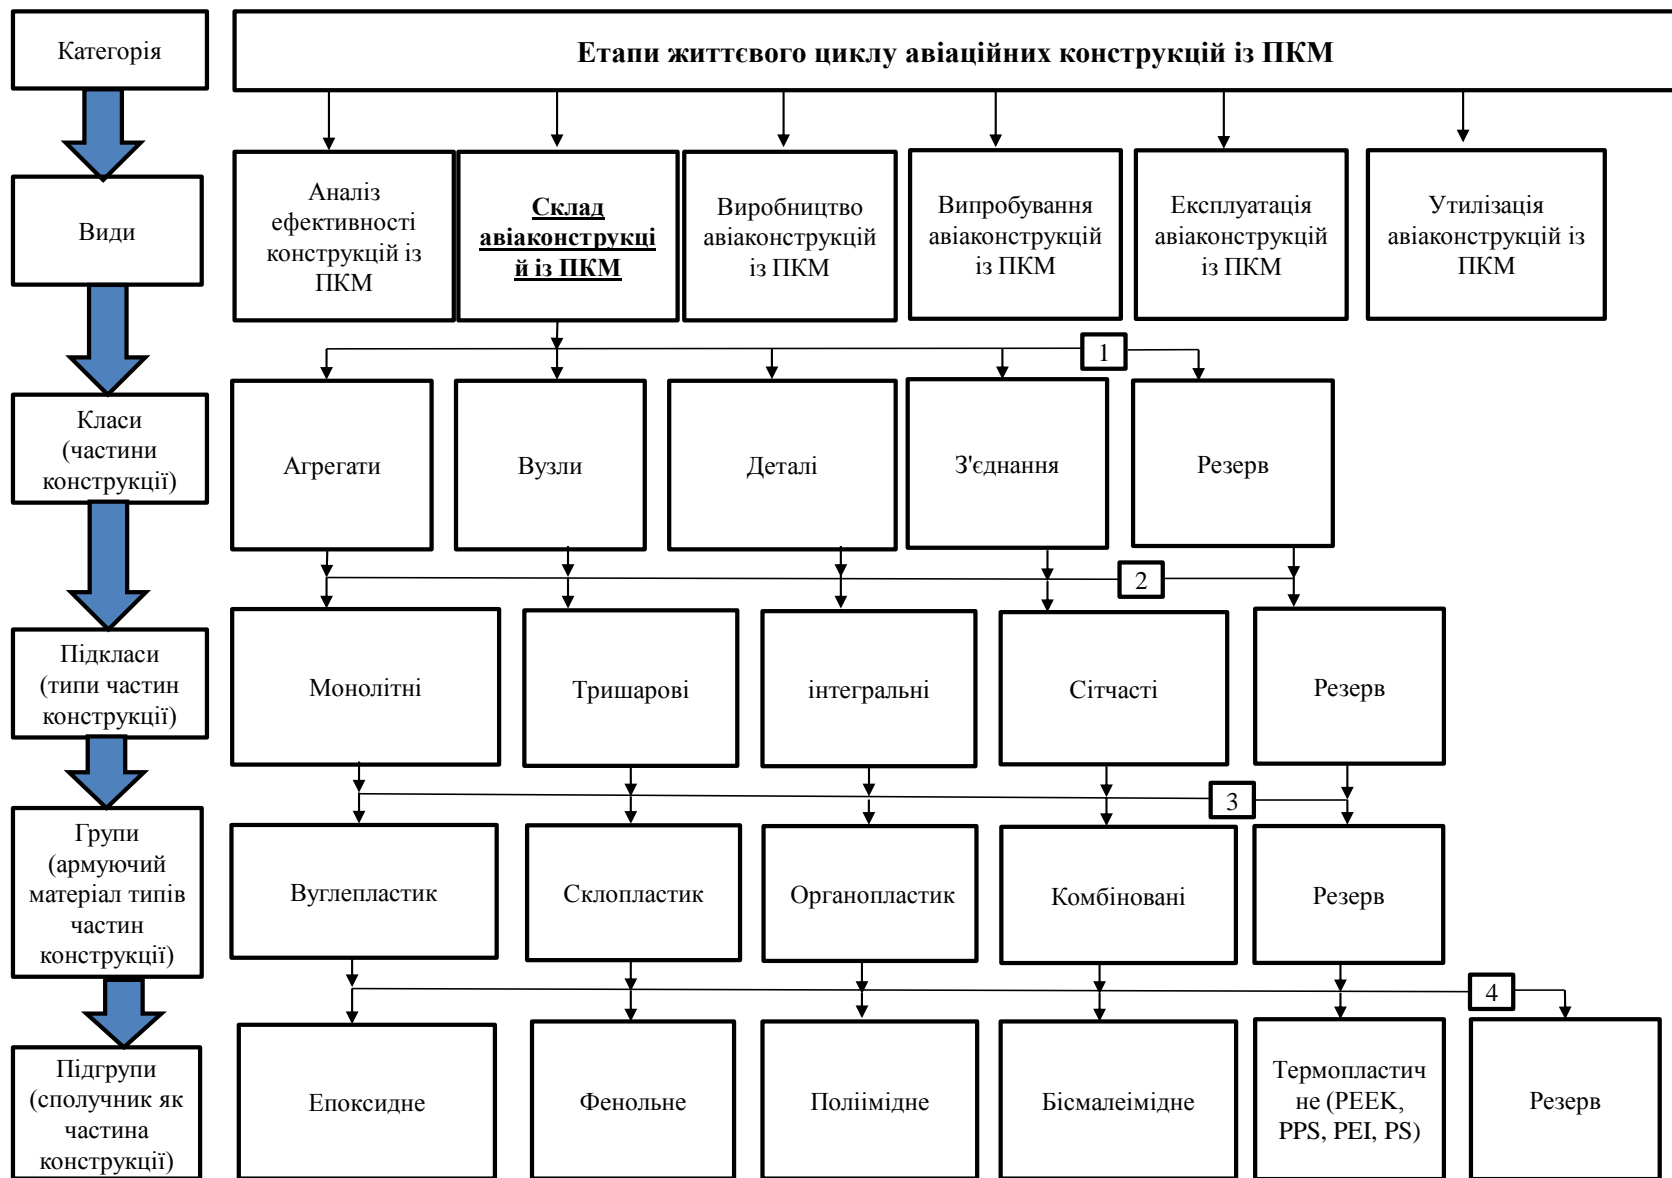 Категорія
Етапи життєвого циклу авіаційних конструкцій із ПКМ
Види
Аналіз
ефективності
конструкцій із
ПКМ
Склад
авіаконструкці
й із ПКМ
Виробництво
авіаконструкцій
із ПКМ
Випробування
авіаконструкцій
із ПКМ
Експлуатація
авіаконструкцій
із ПКМ
Утилізація
авіаконструкцій із
ПКМ
1
Класи
(частини
конструкції)
Агрегати
Вузли
Деталі
З'єднання
Резерв
2
Підкласи
(типи частин
конструкції)
Монолітні
Тришарові
інтегральні
Сітчасті
Резерв
3
Групи
(армуючий
матеріал типів
частин
конструкції)
Вуглепластик
Склопластик
Органопластик
Комбіновані
Резерв
4
Підгрупи
(сполучник як
частина
конструкції)
Епоксидне
Фенольне
Поліімідне
Бісмалеімідне
Термопластич
не (PEEK,
PPS, PEI, PS)
Резерв